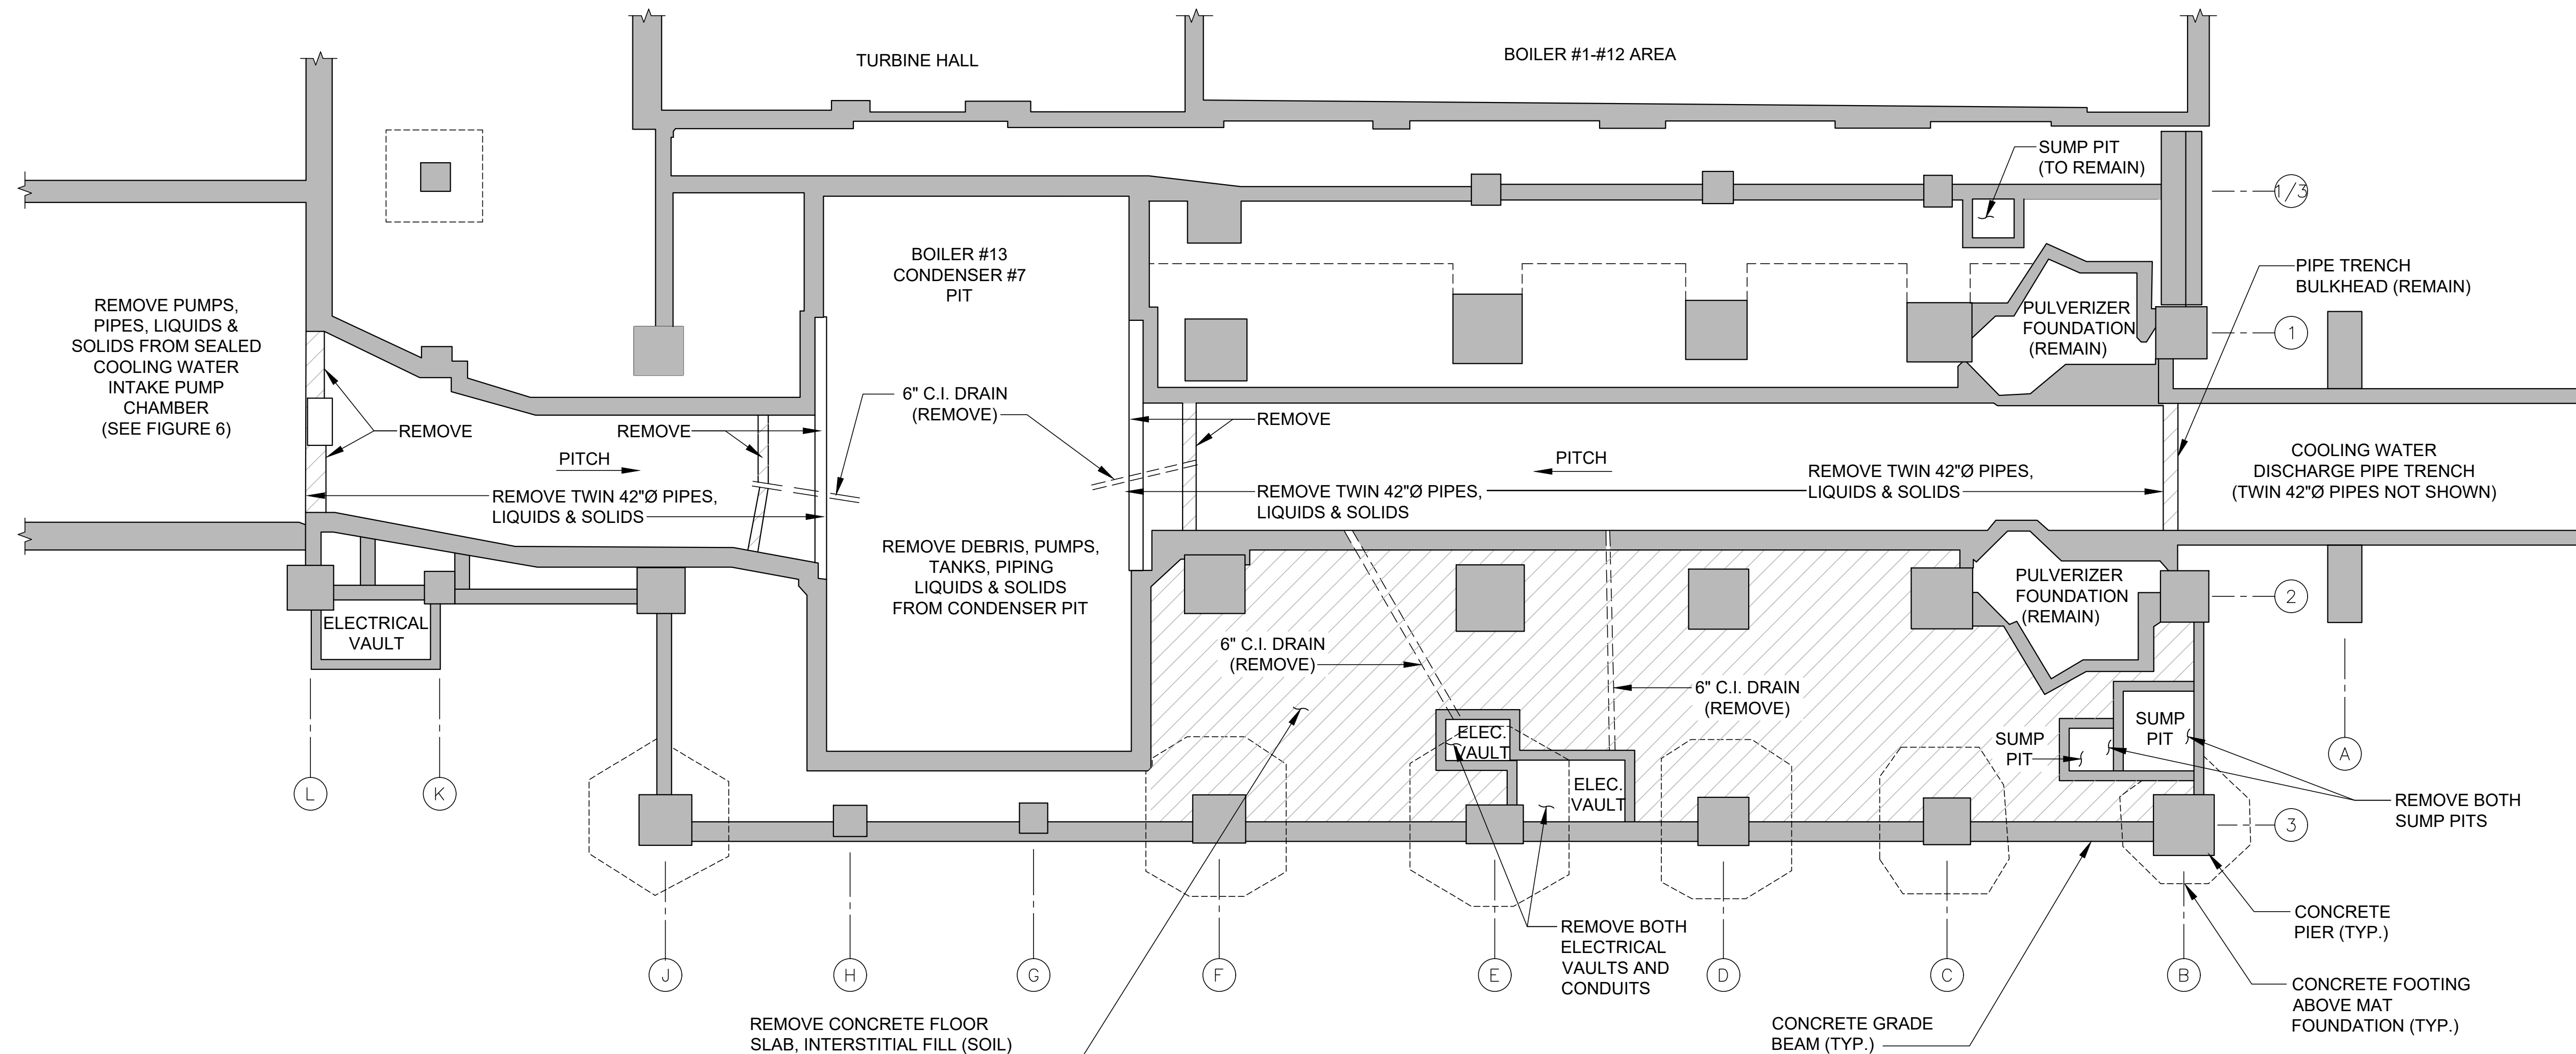 TURBINE HALL
BOILER #1-#12 AREA
SUMP PIT
(TO REMAIN)
1/3
PIPE TRENCH
BULKHEAD (REMAIN)
BOILER #13
CONDENSER #7
PIT
REMOVE PUMPS,
PIPES, LIQUIDS &
SOLIDS FROM SEALED
COOLING WATER
INTAKE PUMP
CHAMBER
(SEE FIGURE 6)
PULVERIZER
FOUNDATION
(REMAIN)
1
6" C.I. DRAIN
(REMOVE)
REMOVE
REMOVE
REMOVE
PITCH
PITCH
REMOVE TWIN 42"Ø PIPES,
LIQUIDS & SOLIDS
REMOVE TWIN 42"Ø PIPES,
LIQUIDS & SOLIDS
REMOVE TWIN 42"Ø PIPES,
LIQUIDS & SOLIDS
COOLING WATER
DISCHARGE PIPE TRENCH
(TWIN 42"Ø PIPES NOT SHOWN)
REMOVE DEBRIS, PUMPS,
TANKS, PIPING
LIQUIDS & SOLIDS
FROM CONDENSER PIT
PULVERIZER
FOUNDATION
(REMAIN)
2
ELECTRICAL
VAULT
6" C.I. DRAIN
(REMOVE)
6" C.I. DRAIN
(REMOVE)
ELEC.
VAULT
ELEC.
VAULT
SUMP
PIT
SUMP
PIT
A
L
K
REMOVE BOTH
SUMP PITS
3
REMOVE BOTH
ELECTRICAL
VAULTS AND
CONDUITS
CONCRETE
PIER (TYP.)
J
H
G
F
E
D
C
B
CONCRETE FOOTING
ABOVE MAT
FOUNDATION (TYP.)
REMOVE CONCRETE FLOOR
SLAB, INTERSTITIAL FILL (SOIL)
CONCRETE GRADE
BEAM (TYP.)